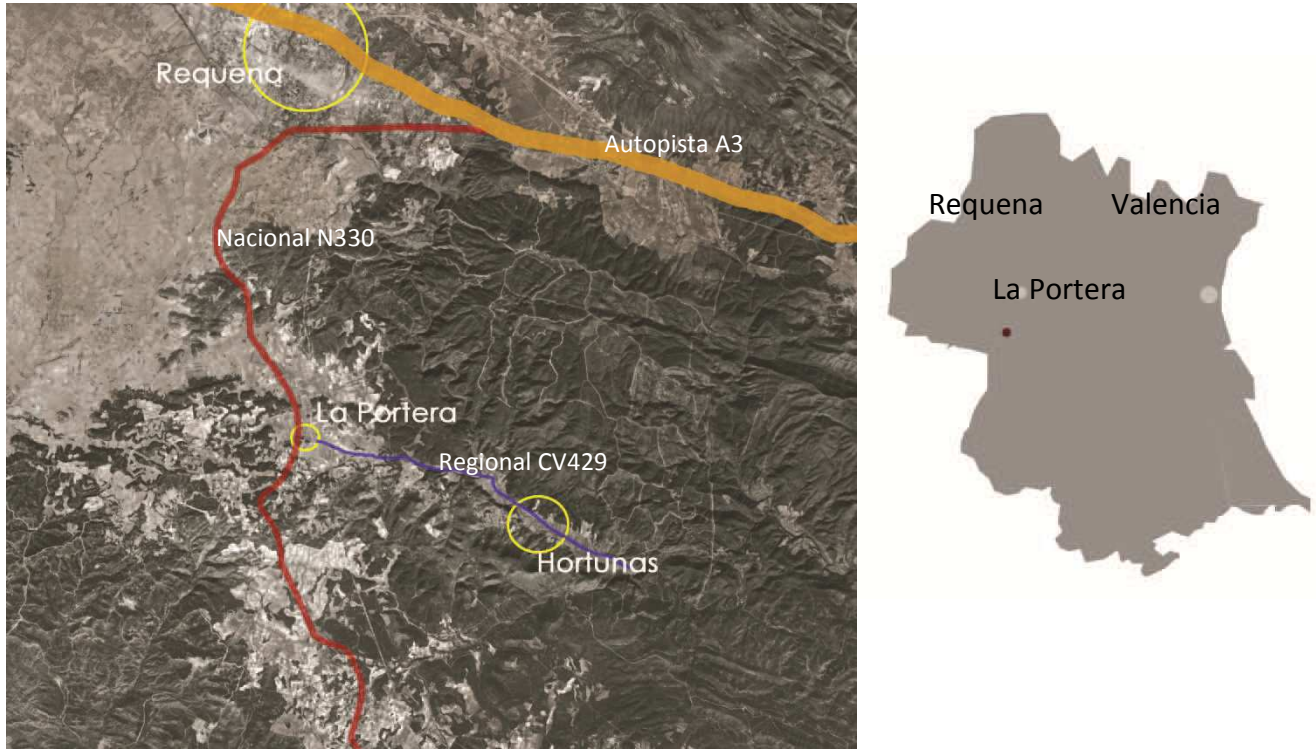 Requena
Autopista A3
Nacional N330
La Portera
Regional CV429
Hortunas
Requena
Valencia
La Portera